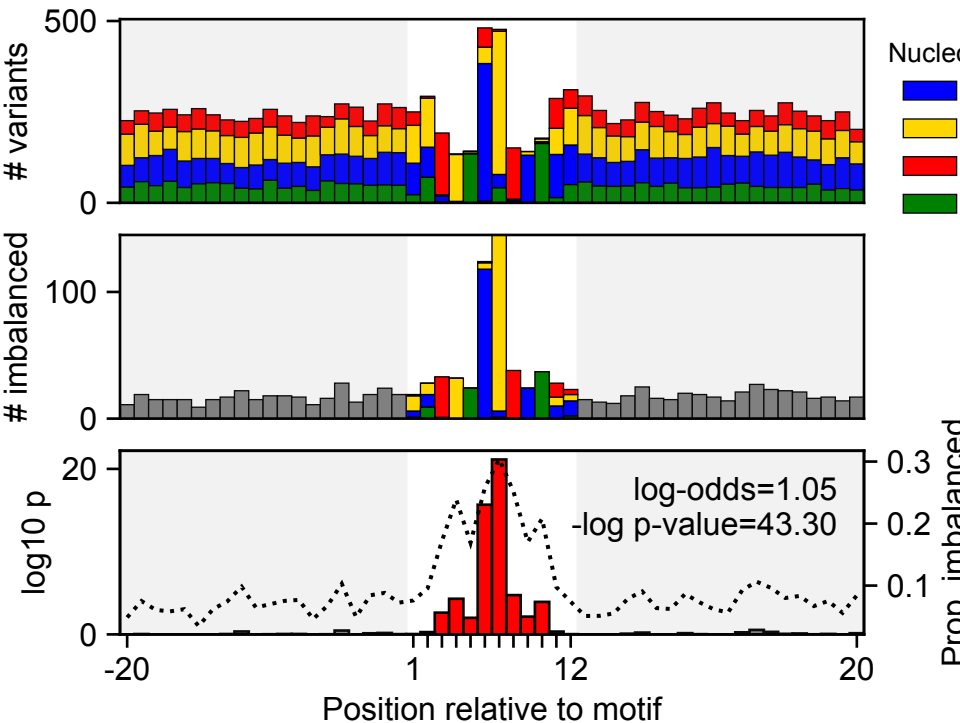 500
0
# variants
Nucleo
100
0
# imbalanced
20
0
log10 p
log-odds=1.05
-log p-value=43.30
0.3
0.2
0.1
Prop. imbalanced
-20
1
12
20
Position relative to motif